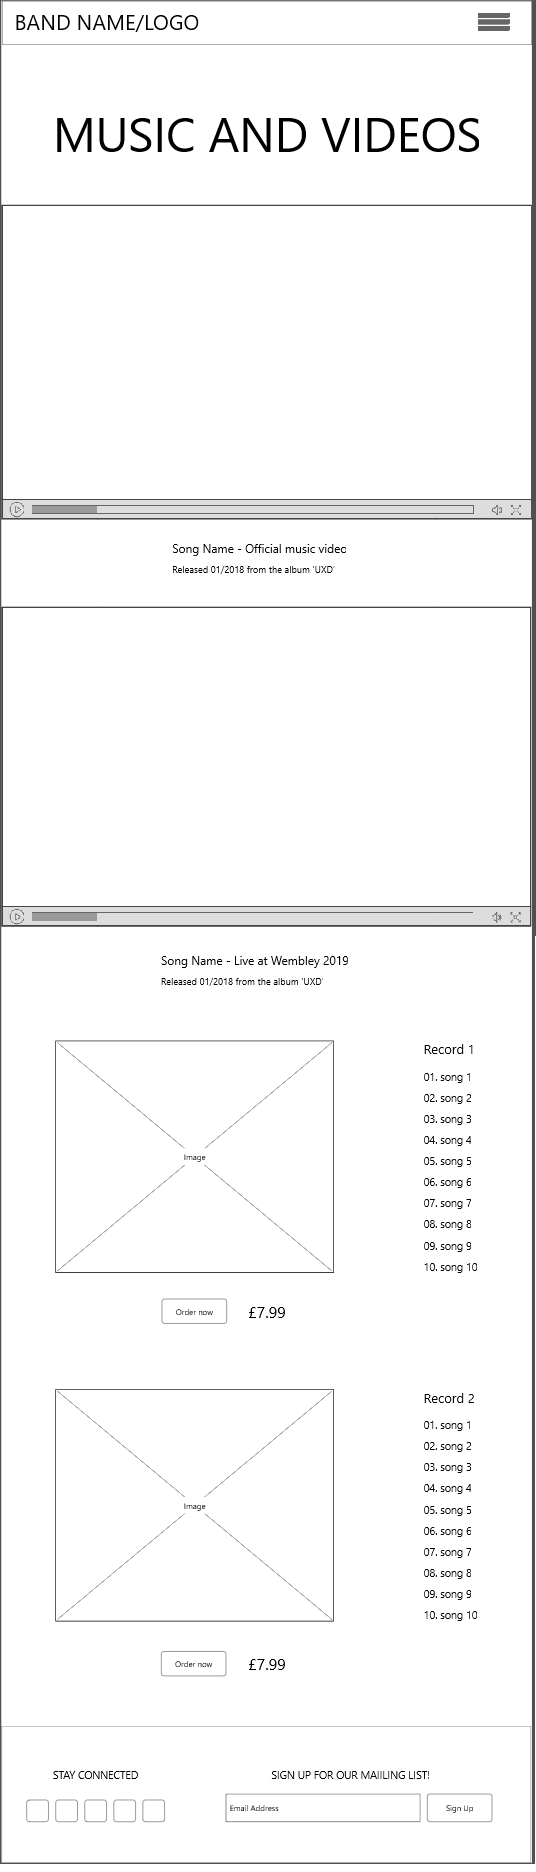 BAND NAME/LOGO
MUSIC AND VIDEOS
Song Name - Official music video
Released 01/2018 from the album 'UXD'
Song Name - Live at Wembley 2019
Released 01/2018 from the album 'UXD'
Image
Record 1
01. song 1
02. song 2
03. song 3
04. song 4
05. song 5
06. song 6
07. song 7
08. song 8
09. song 9
10. song 10
Order now £7.99
Image
Record 2
01. song 1
02. song 2
03. song 3
04. song 4
05. song 5
06. song 6
07. song 7
08. song 8
09. song 9
10. song 10
Order now £7.99
STAY CONNECTED
SIGN UP FOR OUR MAIILING LIST!
Email Address
Sign Up